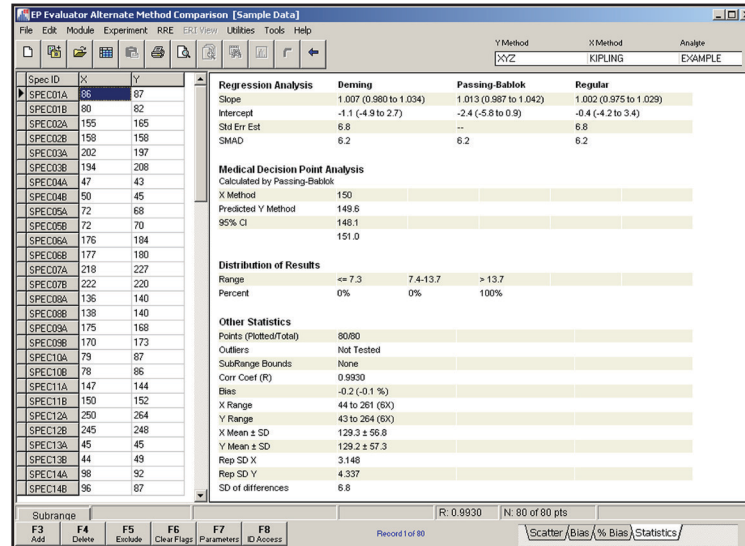 EP Evaluator Alternate Method Comparison [Sample Data]
File Edit Module Experiment RRE ERI View Utilities Tools Help
Y Method X Method Analyte
XYZ KIPLING EXAMPLE
Spec ID X Y
SPEC01A 86 87
SPEC01B 80 82
SPEC02A 155 165
SPEC02B 158 158
SPEC03A 202 197
SPEC03B 194 208
SPEC04A 47 43
SPEC04B 50 45
SPEC05A 72 68
SPEC05B 72 70
SPEC06A 176 184
SPEC06B 177 180
SPEC07A 218 227
SPEC07B 222 220
SPEC08A 136 140
SPEC08B 138 140
SPEC09A 175 168
SPEC09B 170 173
SPEC10A 79 87
SPEC10B 78 86
SPEC11A 147 144
SPEC11B 150 152
SPEC12A 250 264
SPEC12B 245 248
SPEC13A 45 45
SPEC13B 44 49
SPEC14A 98 92
SPEC14B 96 87
Regression Analysis Deming Passing-Bablok Regular
Slope 1.007 (0.980 to 1.034) 1.013 (0.987 to 1.042) 1.002 (0.975 to 1.029)
Intercept -1.1 (-4.9 to 2.7) -2.4 (-5.8 to 0.9) -0.4 (-4.2 to 3.4)
Std Err Est 6.8 -- 6.8
SMAD 6.2 6.2 6.2
Medical Decision Point Analysis
Calculated by Passing-Bablok
X Method 150
Predicted Y Method 149.6
95% CI 148.1
151.0
Distribution of Results
Range <= 7.3 7.4-13.7 > 13.7
Percent 0% 0% 100%
Other Statistics
Points (Plotted/Total) 80/80
Outliers Not Tested
SubRange Bounds None
Corr Coef (R) 0.9930
Bias -0.2 (-0.1 %)
X Range 44 to 261 (6X)
Y Range 43 to 264 (6X)
X Mean ± SD 129.3 ± 56.8
Y Mean ± SD 129.2 ± 57.3
Rep SD X 3.148
Rep SD Y 4.337
SD of differences 6.8
Subrange R: 0.9930 N: 80 of 80 pts
F3 F4 F5 F6 F7 F8
Add Delete Exclude Clear Flags Parameters ID Access
Record 1 of 80
Scatter Bias % Bias Statistics